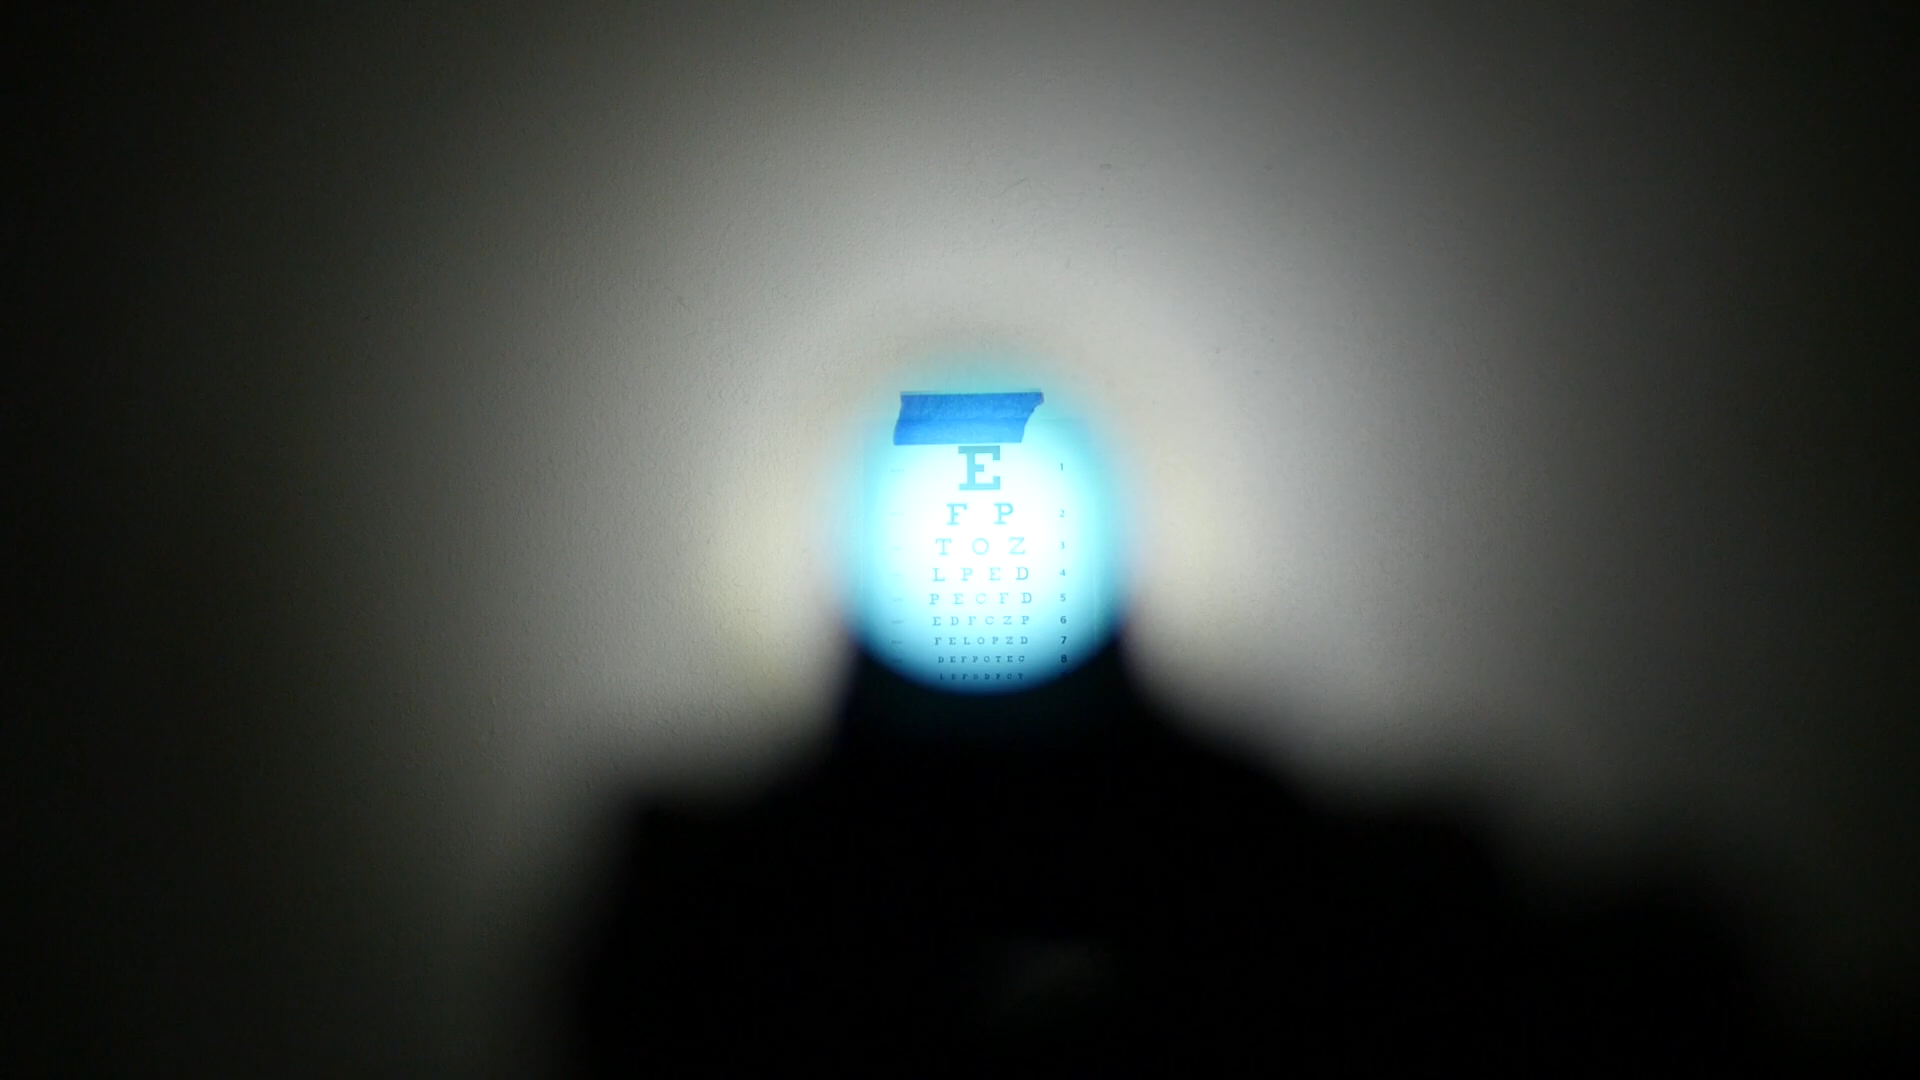 E 1
F P 2
T O Z 3
L P E D 4
P E C F D 5
E D F C Z P 6
F E L O P Z D 7
D E F P O T E C 8